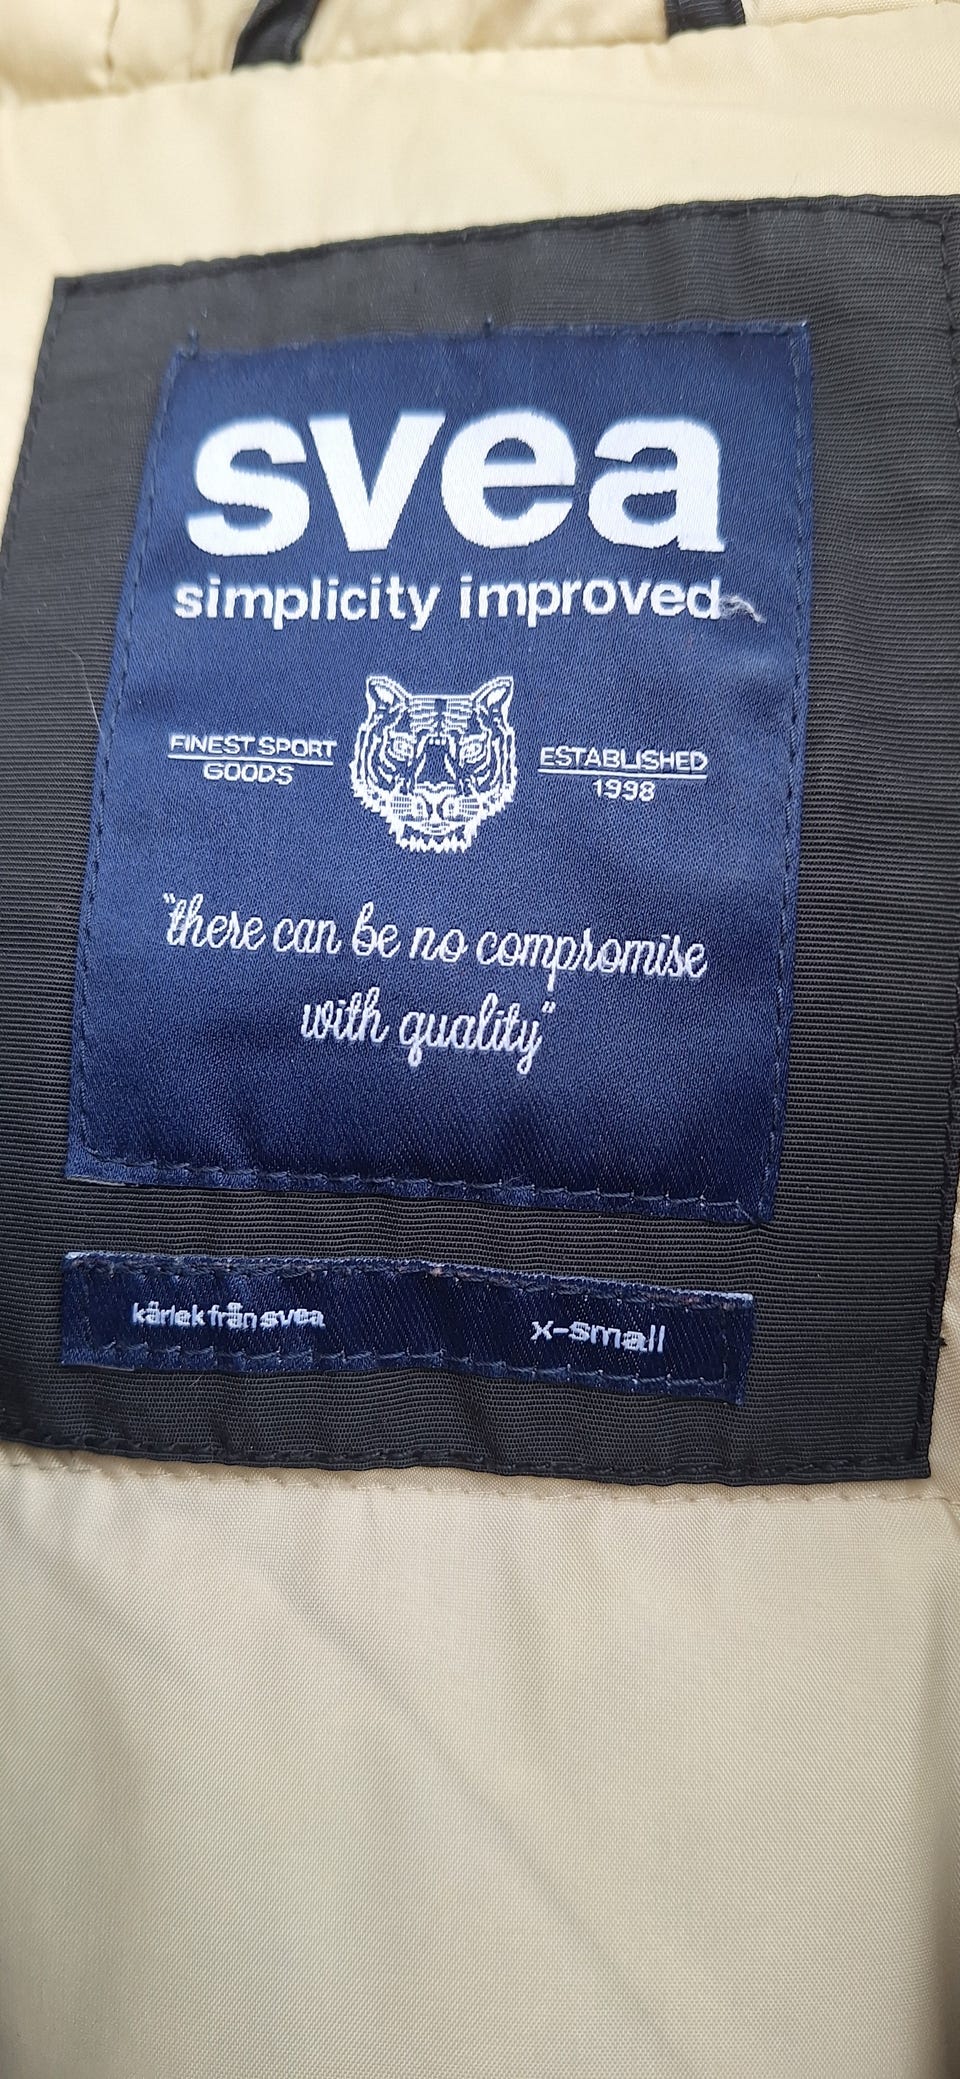 svea
simplicity improved
FINEST SPORT
GOODS
ESTABLISHED
1998
"there can be no compromise
with quality"
kärlek från svea
x-small